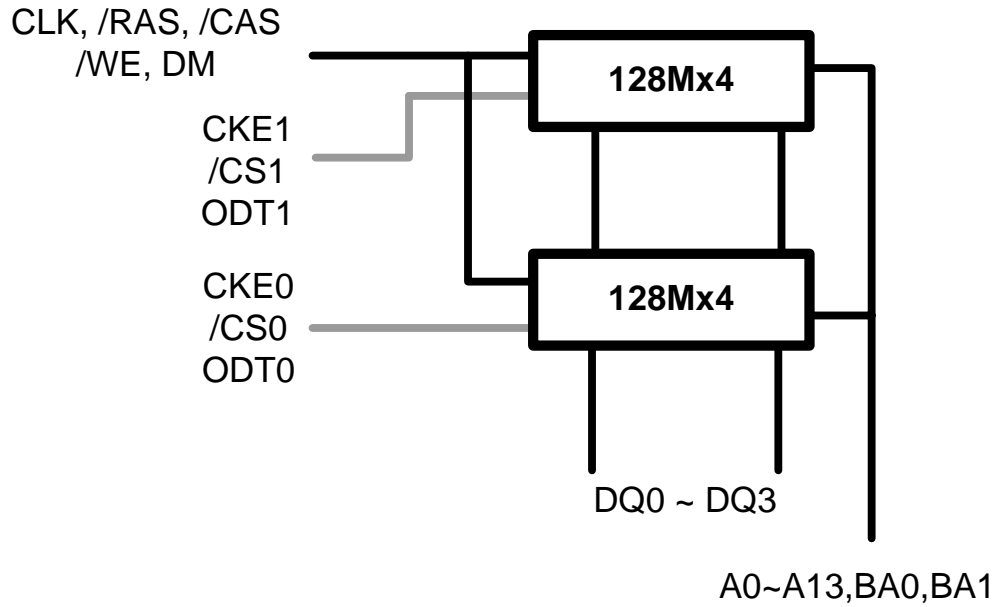 CLK, /RAS, /CAS
/WE, DM
128Mx4
CKE1
/CS1
ODT1
CKE0
/CS0
ODT0
128Mx4
DQ0 ~ DQ3
A0~A13,BA0,BA1